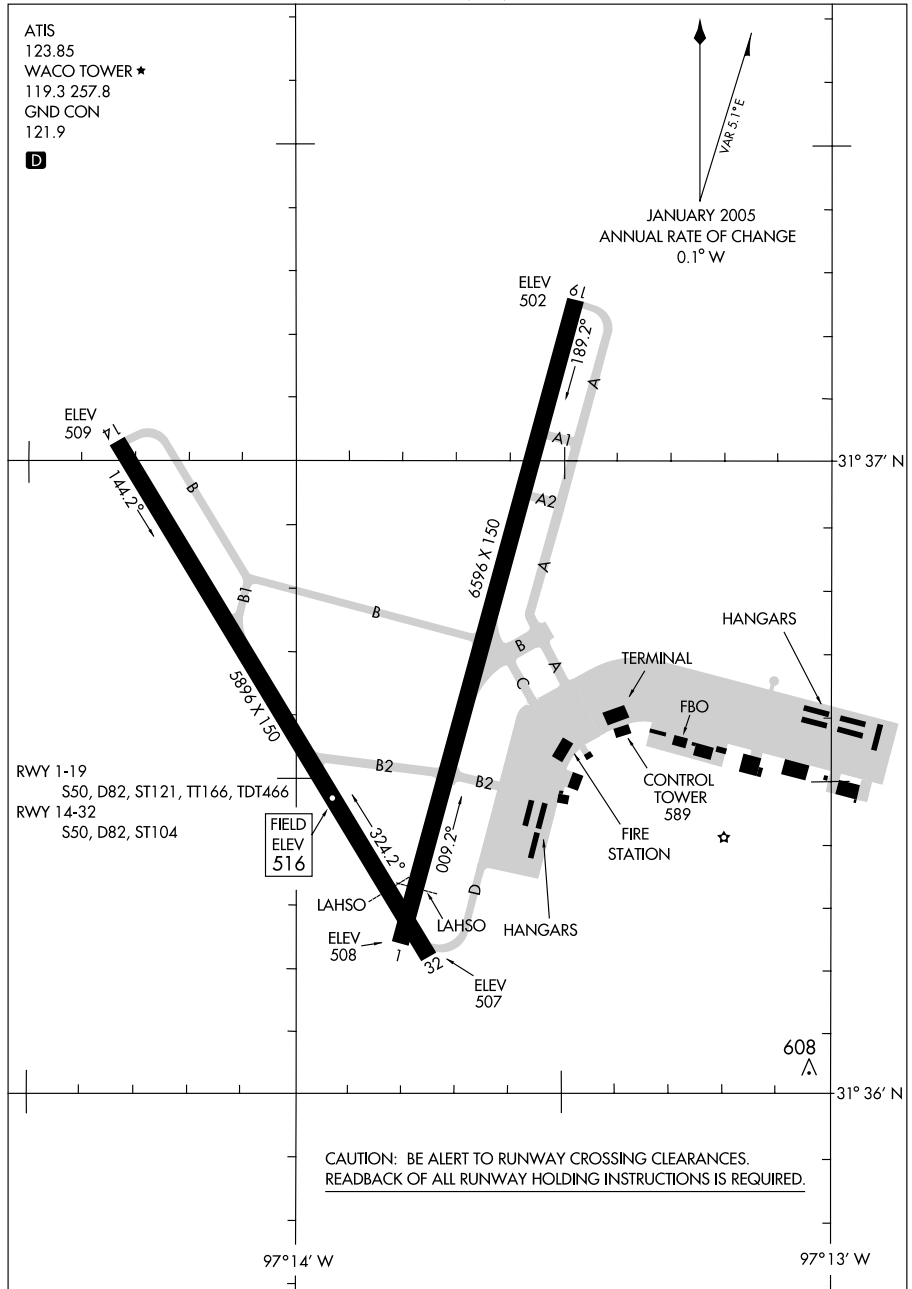 ATIS
123.85
WACO TOWER ★
119.3 257.8
GND CON
121.9
D
VAR 5.1° E
JANUARY 2005
ANNUAL RATE OF CHANGE
0.1° W
ELEV
502
19
189.2°
A
ELEV
509
14
A1
31° 37' N
144.2°
B
A2
6596 X 150
A
B1
B
HANGARS
B
TERMINAL
A
C
5896 X 150
FBO
B2
B2
RWY 1-19
S50, D82, ST121, TT166, TDT466
RWY 14-32
S50, D82, ST104
CONTROL
TOWER
589
FIELD
ELEV
516
324.2°
009.2°
FIRE
STATION
D
LAHSO
LAHSO
HANGARS
ELEV
508
1
32
ELEV
507
608
31° 36' N
CAUTION: BE ALERT TO RUNWAY CROSSING CLEARANCES.
READBACK OF ALL RUNWAY HOLDING INSTRUCTIONS IS REQUIRED.
97°14' W
97°13' W